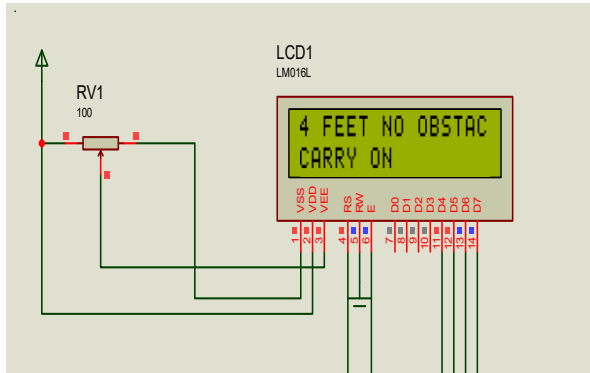 LCD1
LM016L
RV1
100
4 FEET NO OBSTAC
CARRY ON
VSS
VDD
VEE
RS
RW
E
D0
D1
D2
D3
D4
D5
D6
D7
1
2
3
4
5
6
7
8
9
10
11
12
13
14